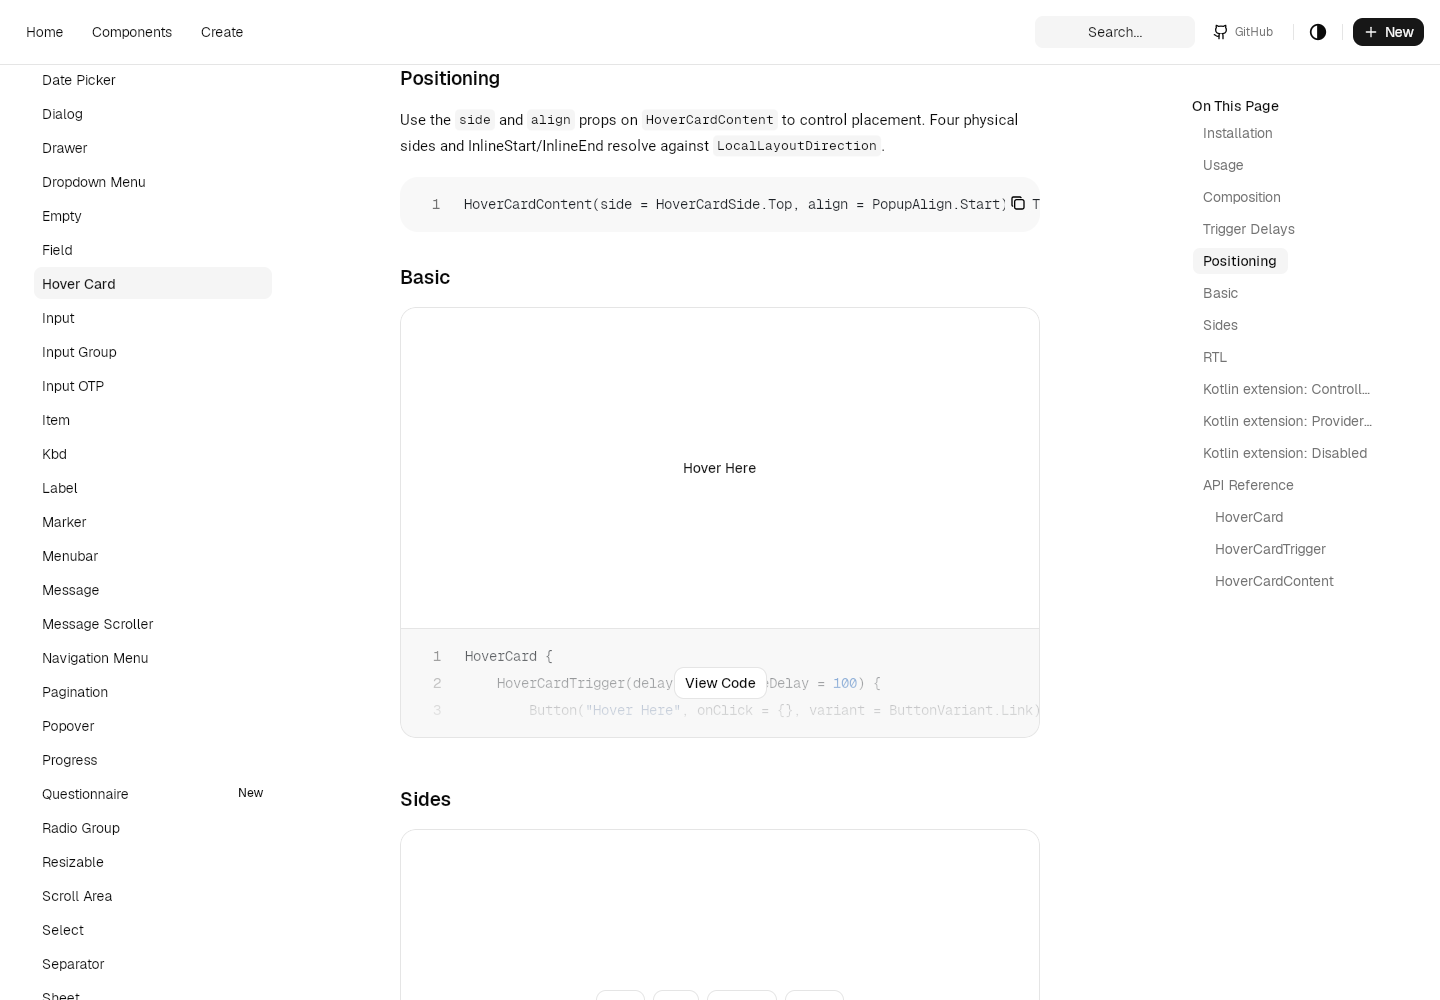 Home
Components
Create
Search...
GitHub
New
Date Picker
Dialog
Drawer
Dropdown Menu
Empty
Field
Hover Card
Input
Input Group
Input OTP
Item
Kbd
Label
Marker
Menubar
Message
Message Scroller
Navigation Menu
Pagination
Popover
Progress
Questionnaire New
Radio Group
Resizable
Scroll Area
Select
Separator
Sheet
Positioning
Use the side and align props on HoverCardContent to control placement. Four physical
sides and InlineStart/InlineEnd resolve against LocalLayoutDirection.
1 HoverCardContent(side = HoverCardSide.Top, align = PopupAlign.Start) T
Basic
Hover Here
1 HoverCard {
2 HoverCardTrigger(delay View Code Delay = 100) {
3 Button("Hover Here", onClick = {}, variant = ButtonVariant.Link)
Sides
On This Page
Installation
Usage
Composition
Trigger Delays
Positioning
Basic
Sides
RTL
Kotlin extension: Controll...
Kotlin extension: Provider...
Kotlin extension: Disabled
API Reference
HoverCard
HoverCardTrigger
HoverCardContent